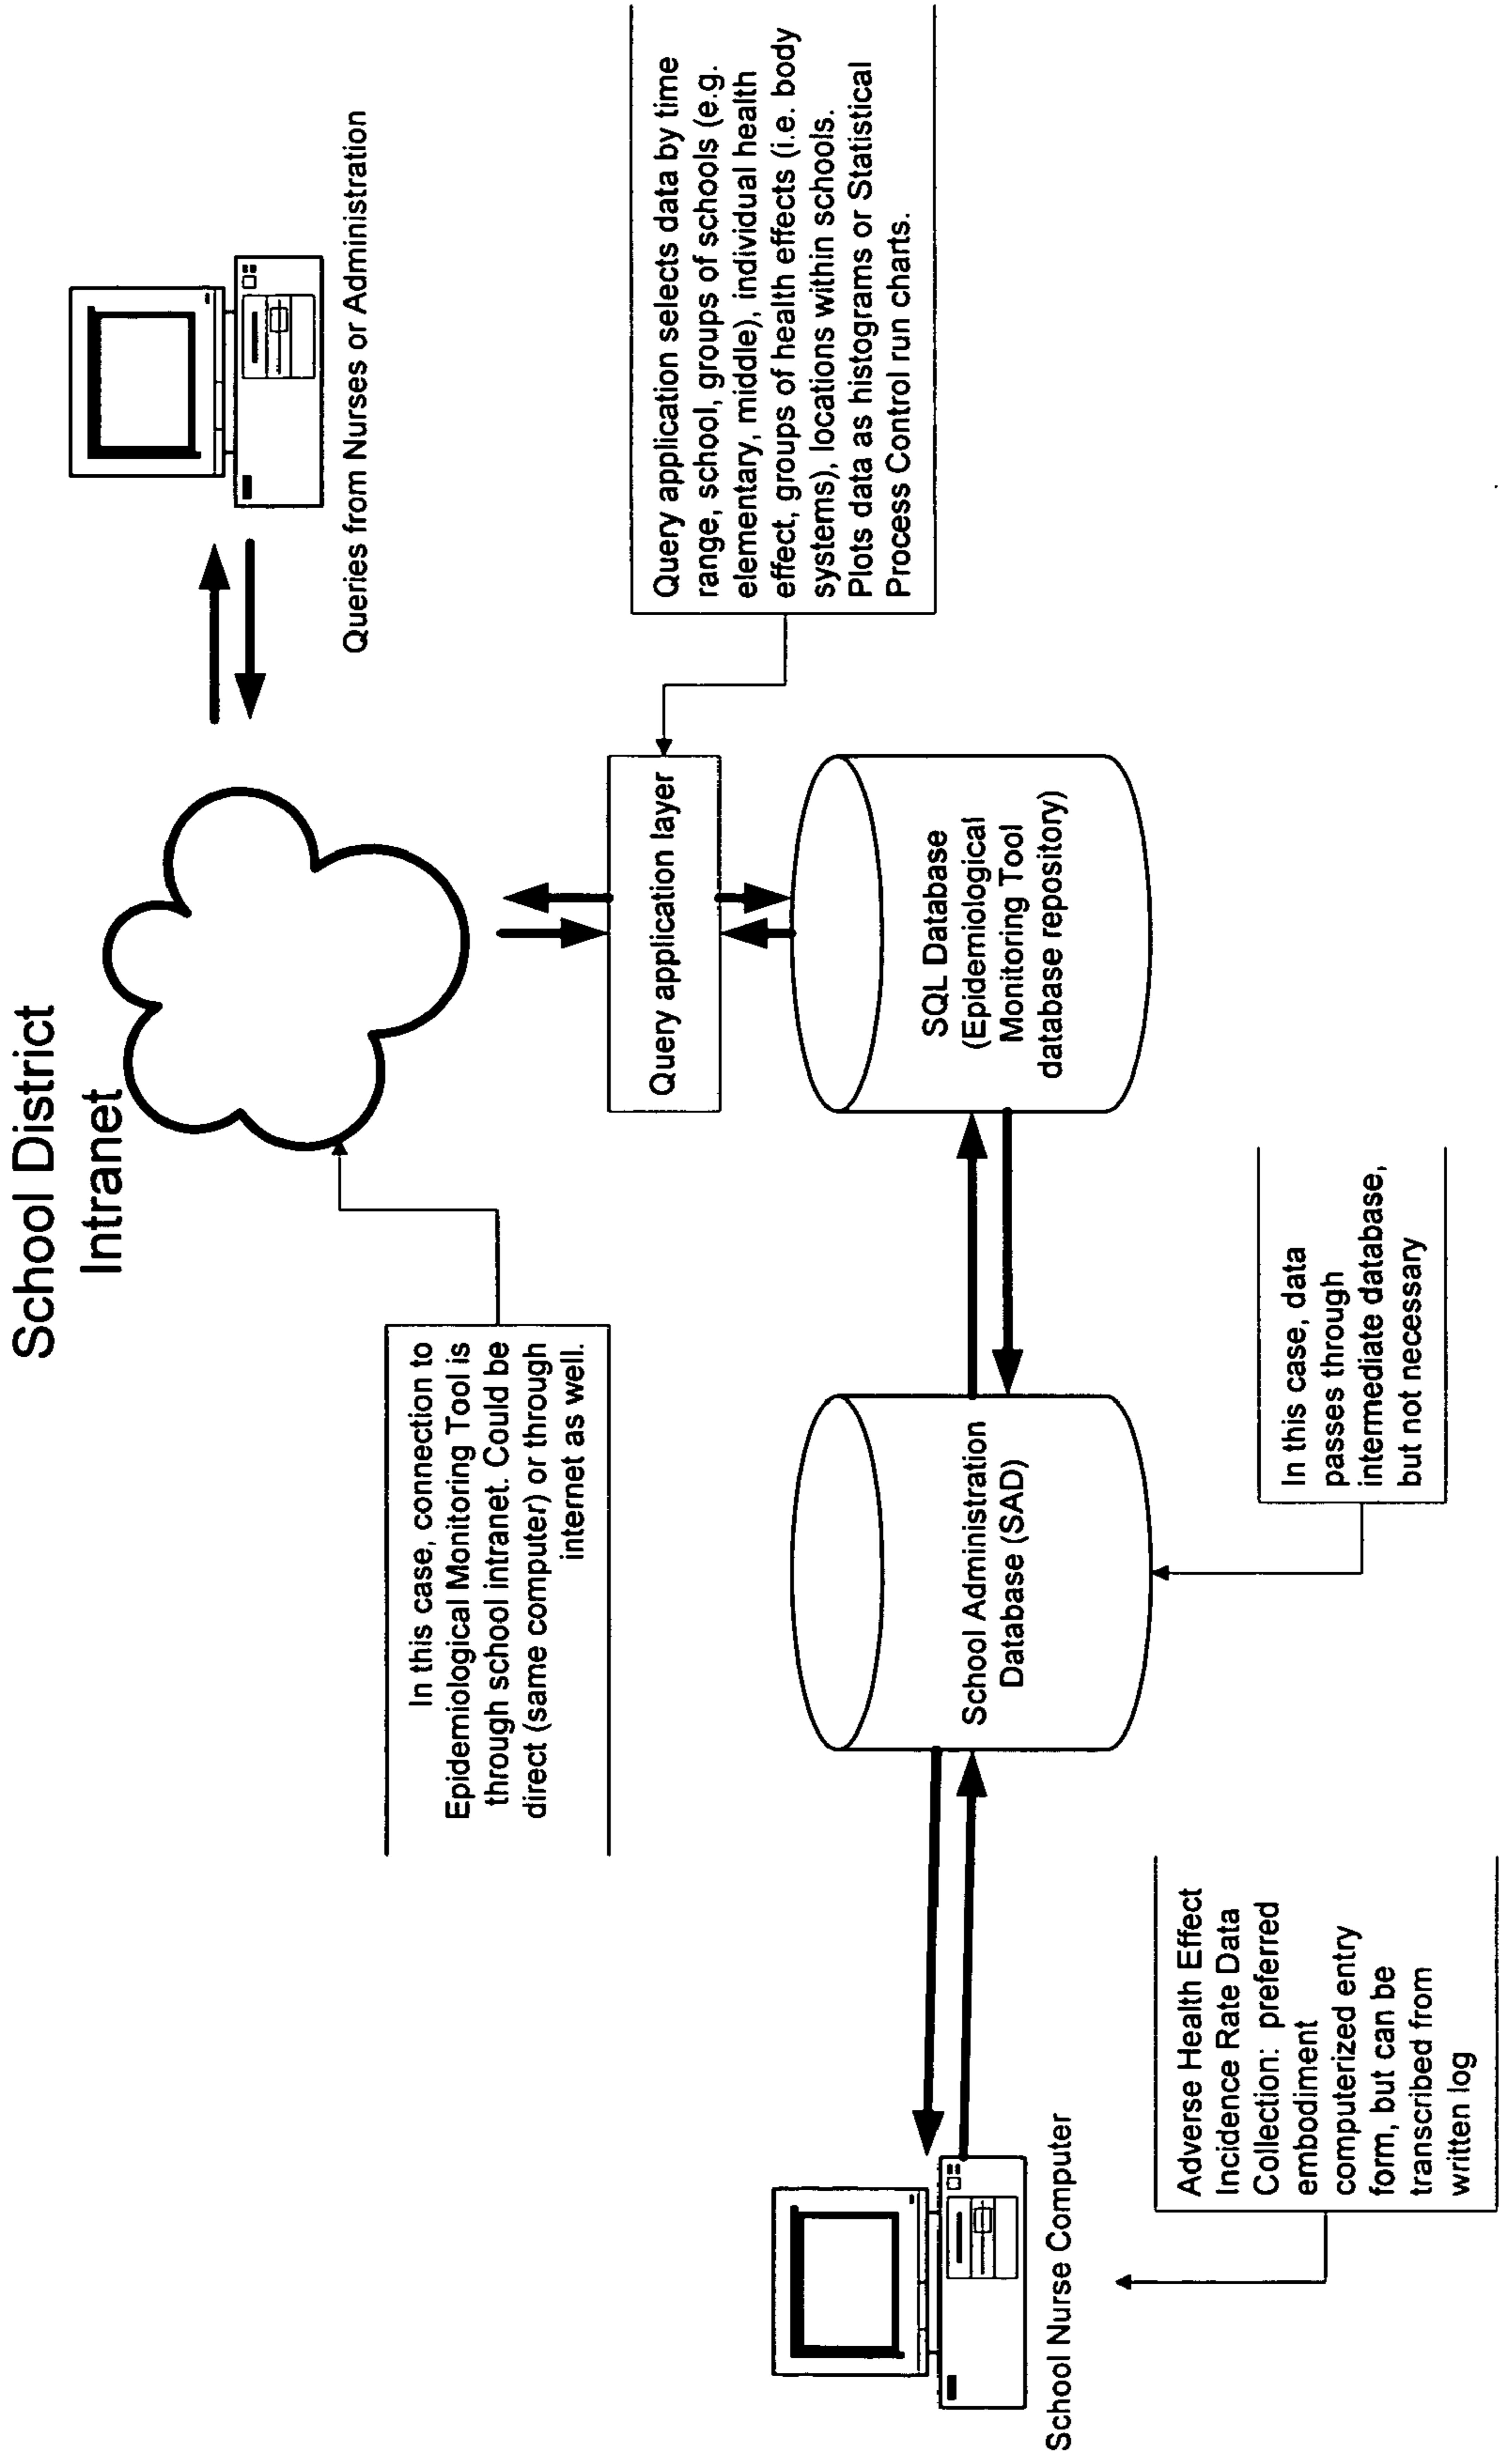 School District
Intranet
Queries from Nurses or Administration
In this case, connection to
Epidemiological Monitoring Tool is
through school intranet. Could be
direct (same computer) or through
internet as well.
Query application layer
Query application selects data by time
range, school, groups of schools (e.g.
elementary, middle), individual health
effect, groups of health effects (i.e. body
systems), locations within schools.
Plots data as histograms or Statistical
Process Control run charts.
School Nurse Computer
School Administration
Database (SAD)
SQL Database
(Epidemiological
Monitoring Tool
database repository)
Adverse Health Effect
Incidence Rate Data
Collection: preferred
embodiment
computerized entry
form, but can be
transcribed from
written log
In this case, data
passes through
intermediate database,
but not necessary